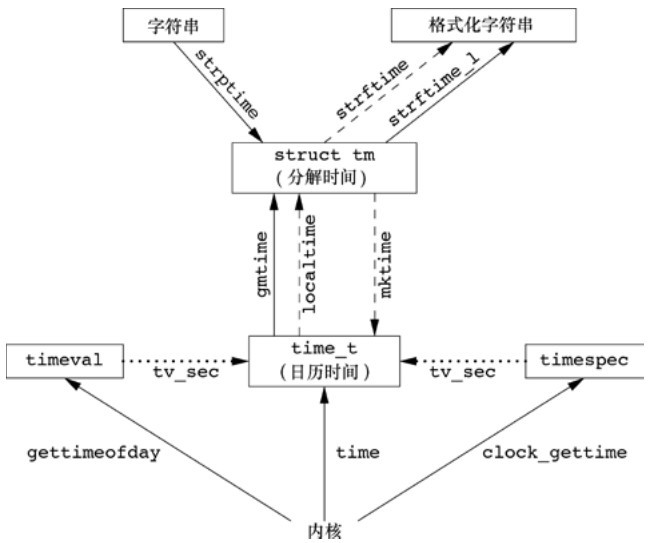 字符串
格式化字符串
strptime
strftime
strftime_l
struct tm
(分解时间)
gmtime
localtime
mktime
timeval
tv_sec
time_t
(日历时间)
tv_sec
timespec
gettimeofday
time
clock_gettime
内核